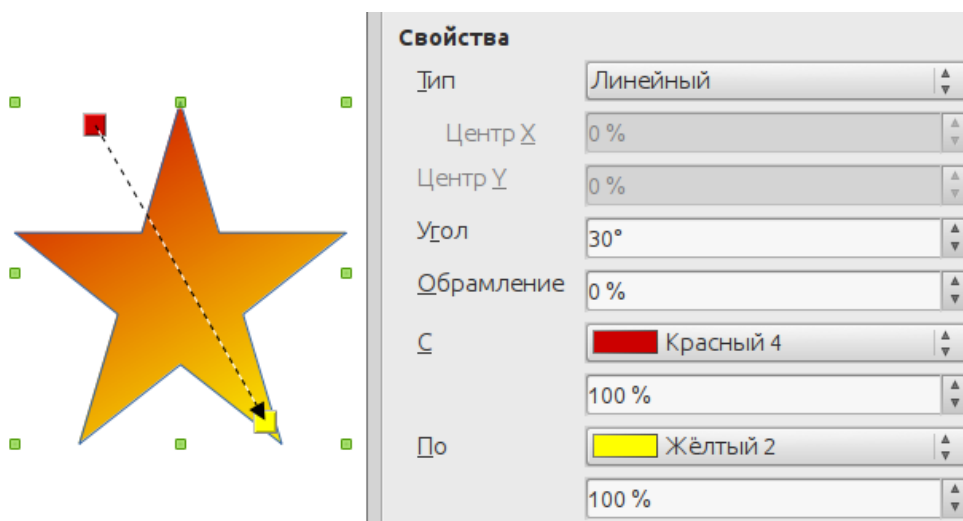 Свойства
Тип Линейный
Центр X 0 %
Центр Y 0 %
Угол 30°
Обрамление 0 %
С Красный 4
100 %
По Жёлтый 2
100 %